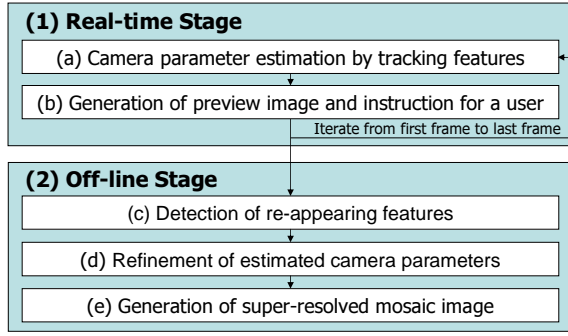 (1) Real-time Stage
(a) Camera parameter estimation by tracking features
(b) Generation of preview image and instruction for a user
Iterate from first frame to last frame
(2) Off-line Stage
(c) Detection of re-appearing features
(d) Refinement of estimated camera parameters
(e) Generation of super-resolved mosaic image